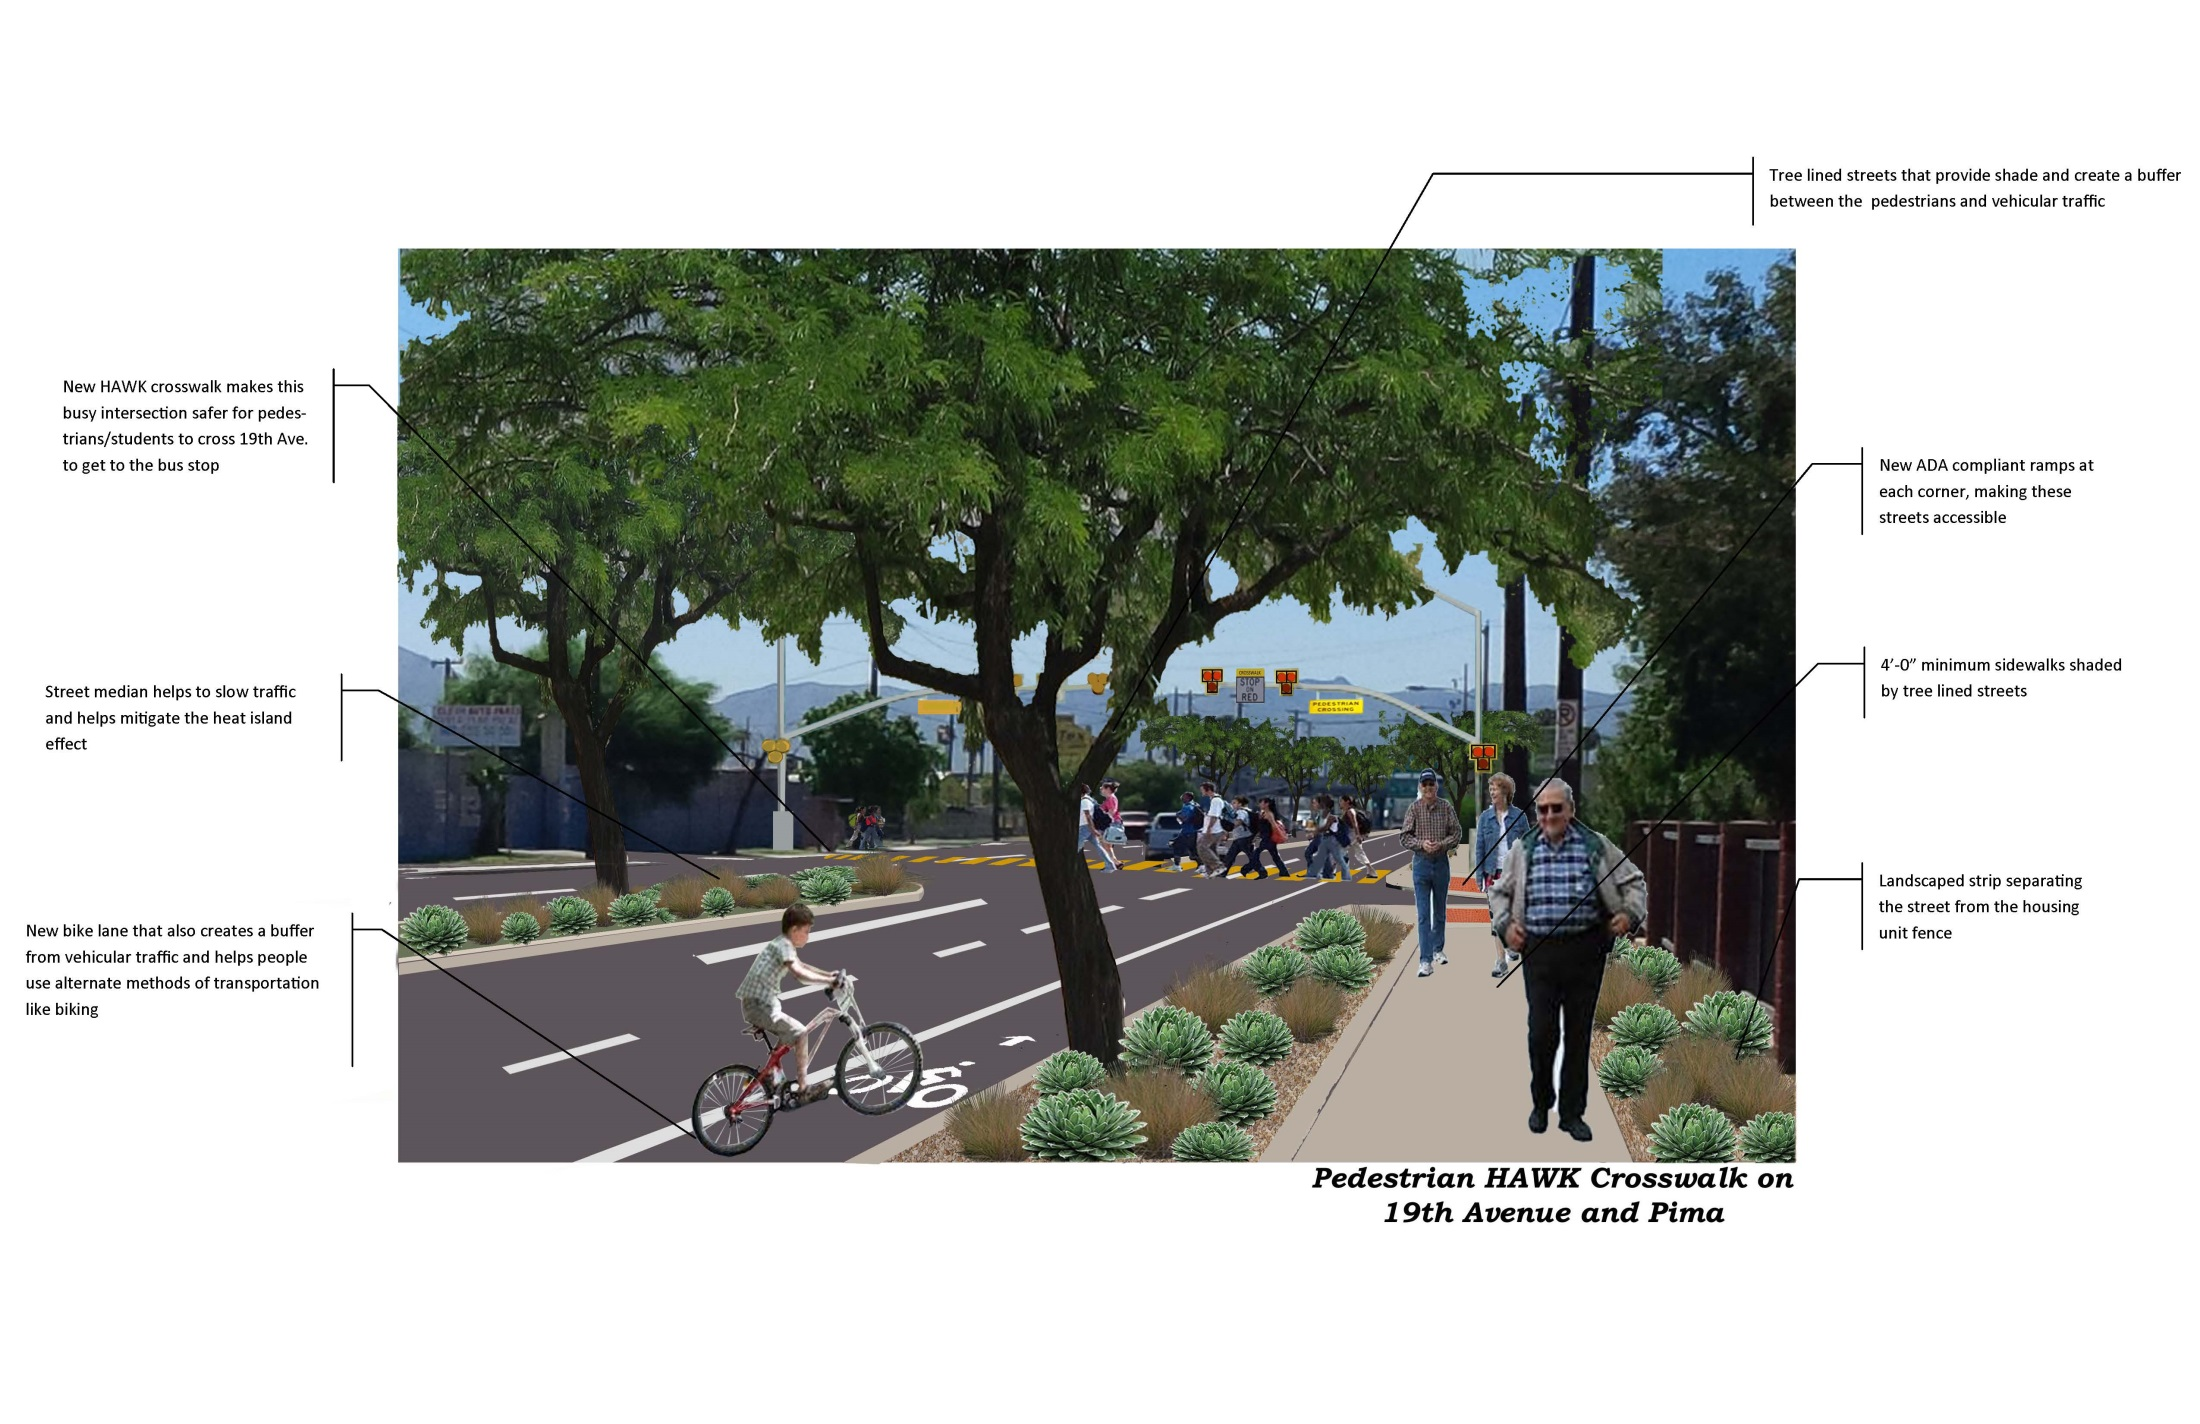 Tree lined streets that provide shade and create a buffer
between the pedestrians and vehicular traffic
New HAWK crosswalk makes this
busy intersection safer for pedes-
trians/students to cross 19th Ave.
to get to the bus stop
New ADA compliant ramps at
each corner, making these
streets accessible
Street median helps to slow traffic
and helps mitigate the heat island
effect
4’-0” minimum sidewalks shaded
by tree lined streets
CROSSWALK
STOP
ON
RED
PEDESTRIAN
CROSSING
New bike lane that also creates a buffer
from vehicular traffic and helps people
use alternate methods of transportation
like biking
Landscaped strip separating
the street from the housing
unit fence
Pedestrian HAWK Crosswalk on
19th Avenue and Pima